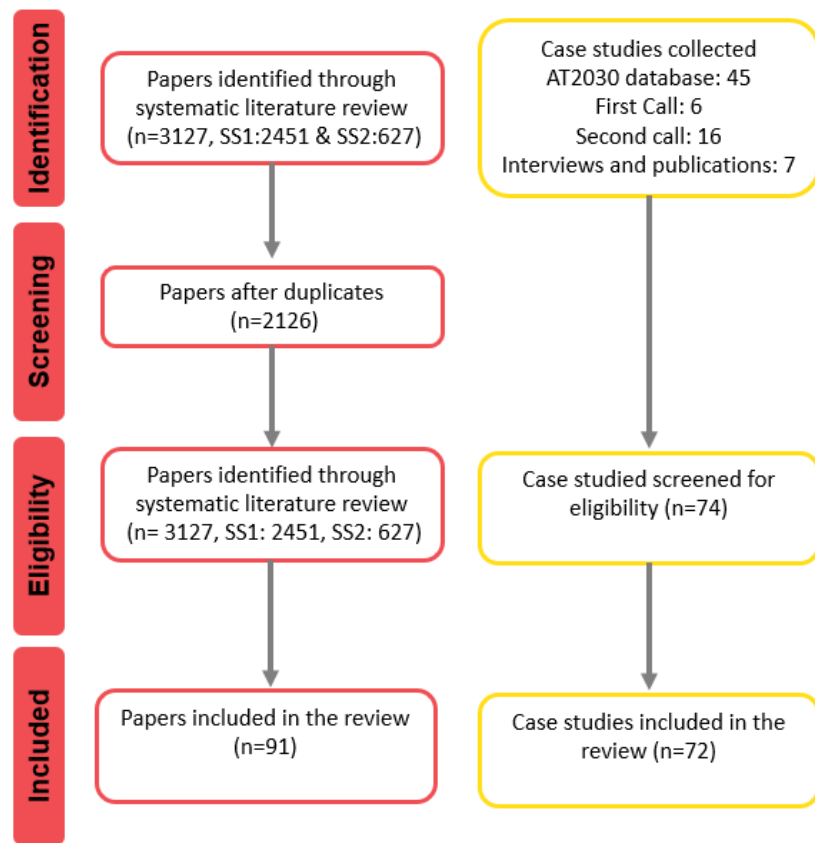 Identification
Papers identified through
systematic literature review
(n=3127, SS1:2451 & SS2:627)
Case studies collected
AT2030 database: 45
First Call: 6
Second call: 16
Interviews and publications: 7
Screening
Papers after duplicates
(n=2126)
Eligibility
Papers identified through
systematic literature review
(n= 3127, SS1: 2451, SS2: 627)
Case studied screened for
eligibility (n=74)
Included
Papers included in the review
(n=91)
Case studies included in the
review (n=72)